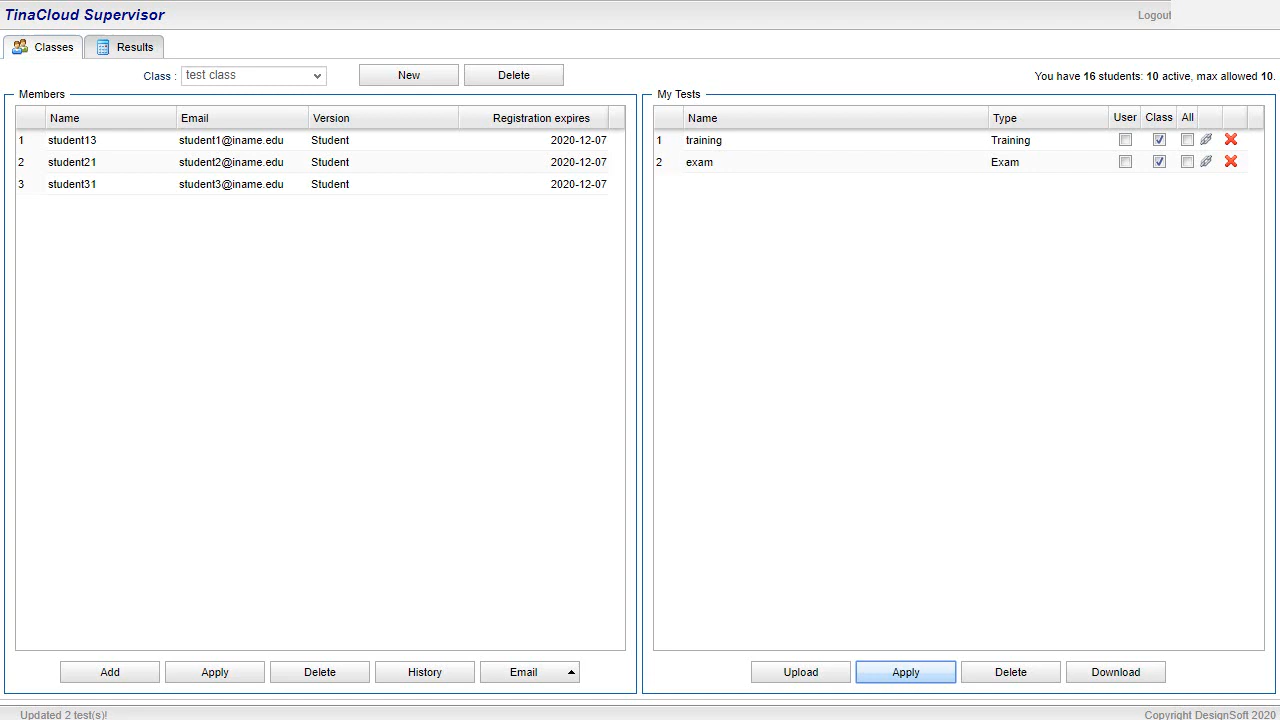 TinaCloud Supervisor
Logout
Classes Results
Class : test class New Delete You have 16 students: 10 active, max allowed 10.
Members
Name Email Version Registration expires
1 student13 student1@iname.edu Student 2020-12-07
2 student21 student2@iname.edu Student 2020-12-07
3 student31 student3@iname.edu Student 2020-12-07
Add Apply Delete History Email
My Tests
Name Type User Class All
1 training Training
2 exam Exam
Upload Apply Delete Download
Updated 2 test(s)! Copyright DesignSoft 2020